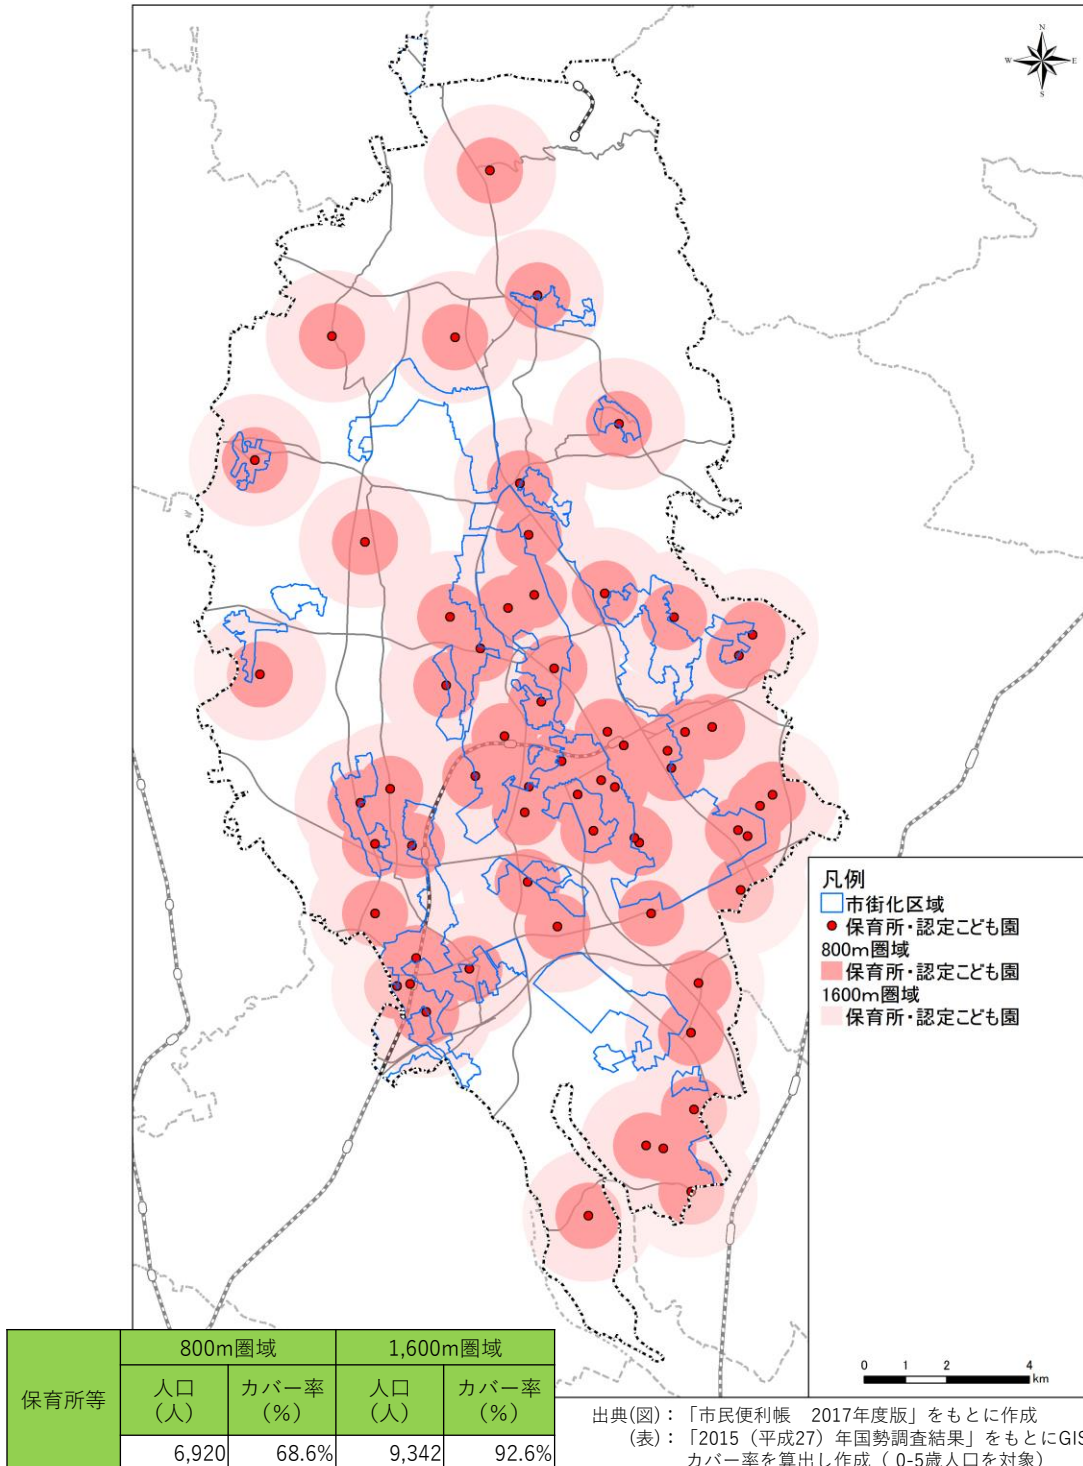 N
W E
S
凡例
市街化区域
保育所・認定こども園
800m圏域
保育所・認定こども園
1600m圏域
保育所・認定こども園
0 1 2 4
km
保育所等
800m圏域 1,600m圏域
人口（人） カバー率（%） 人口（人） カバー率（%）
6,920 68.6% 9,342 92.6%
出典(図)：「市民便利帳　2017年度版」をもとに作成
(表)：「2015（平成27）年国勢調査結果」をもとにGIS
カバー率を算出し作成（0-5歳人口を対象）